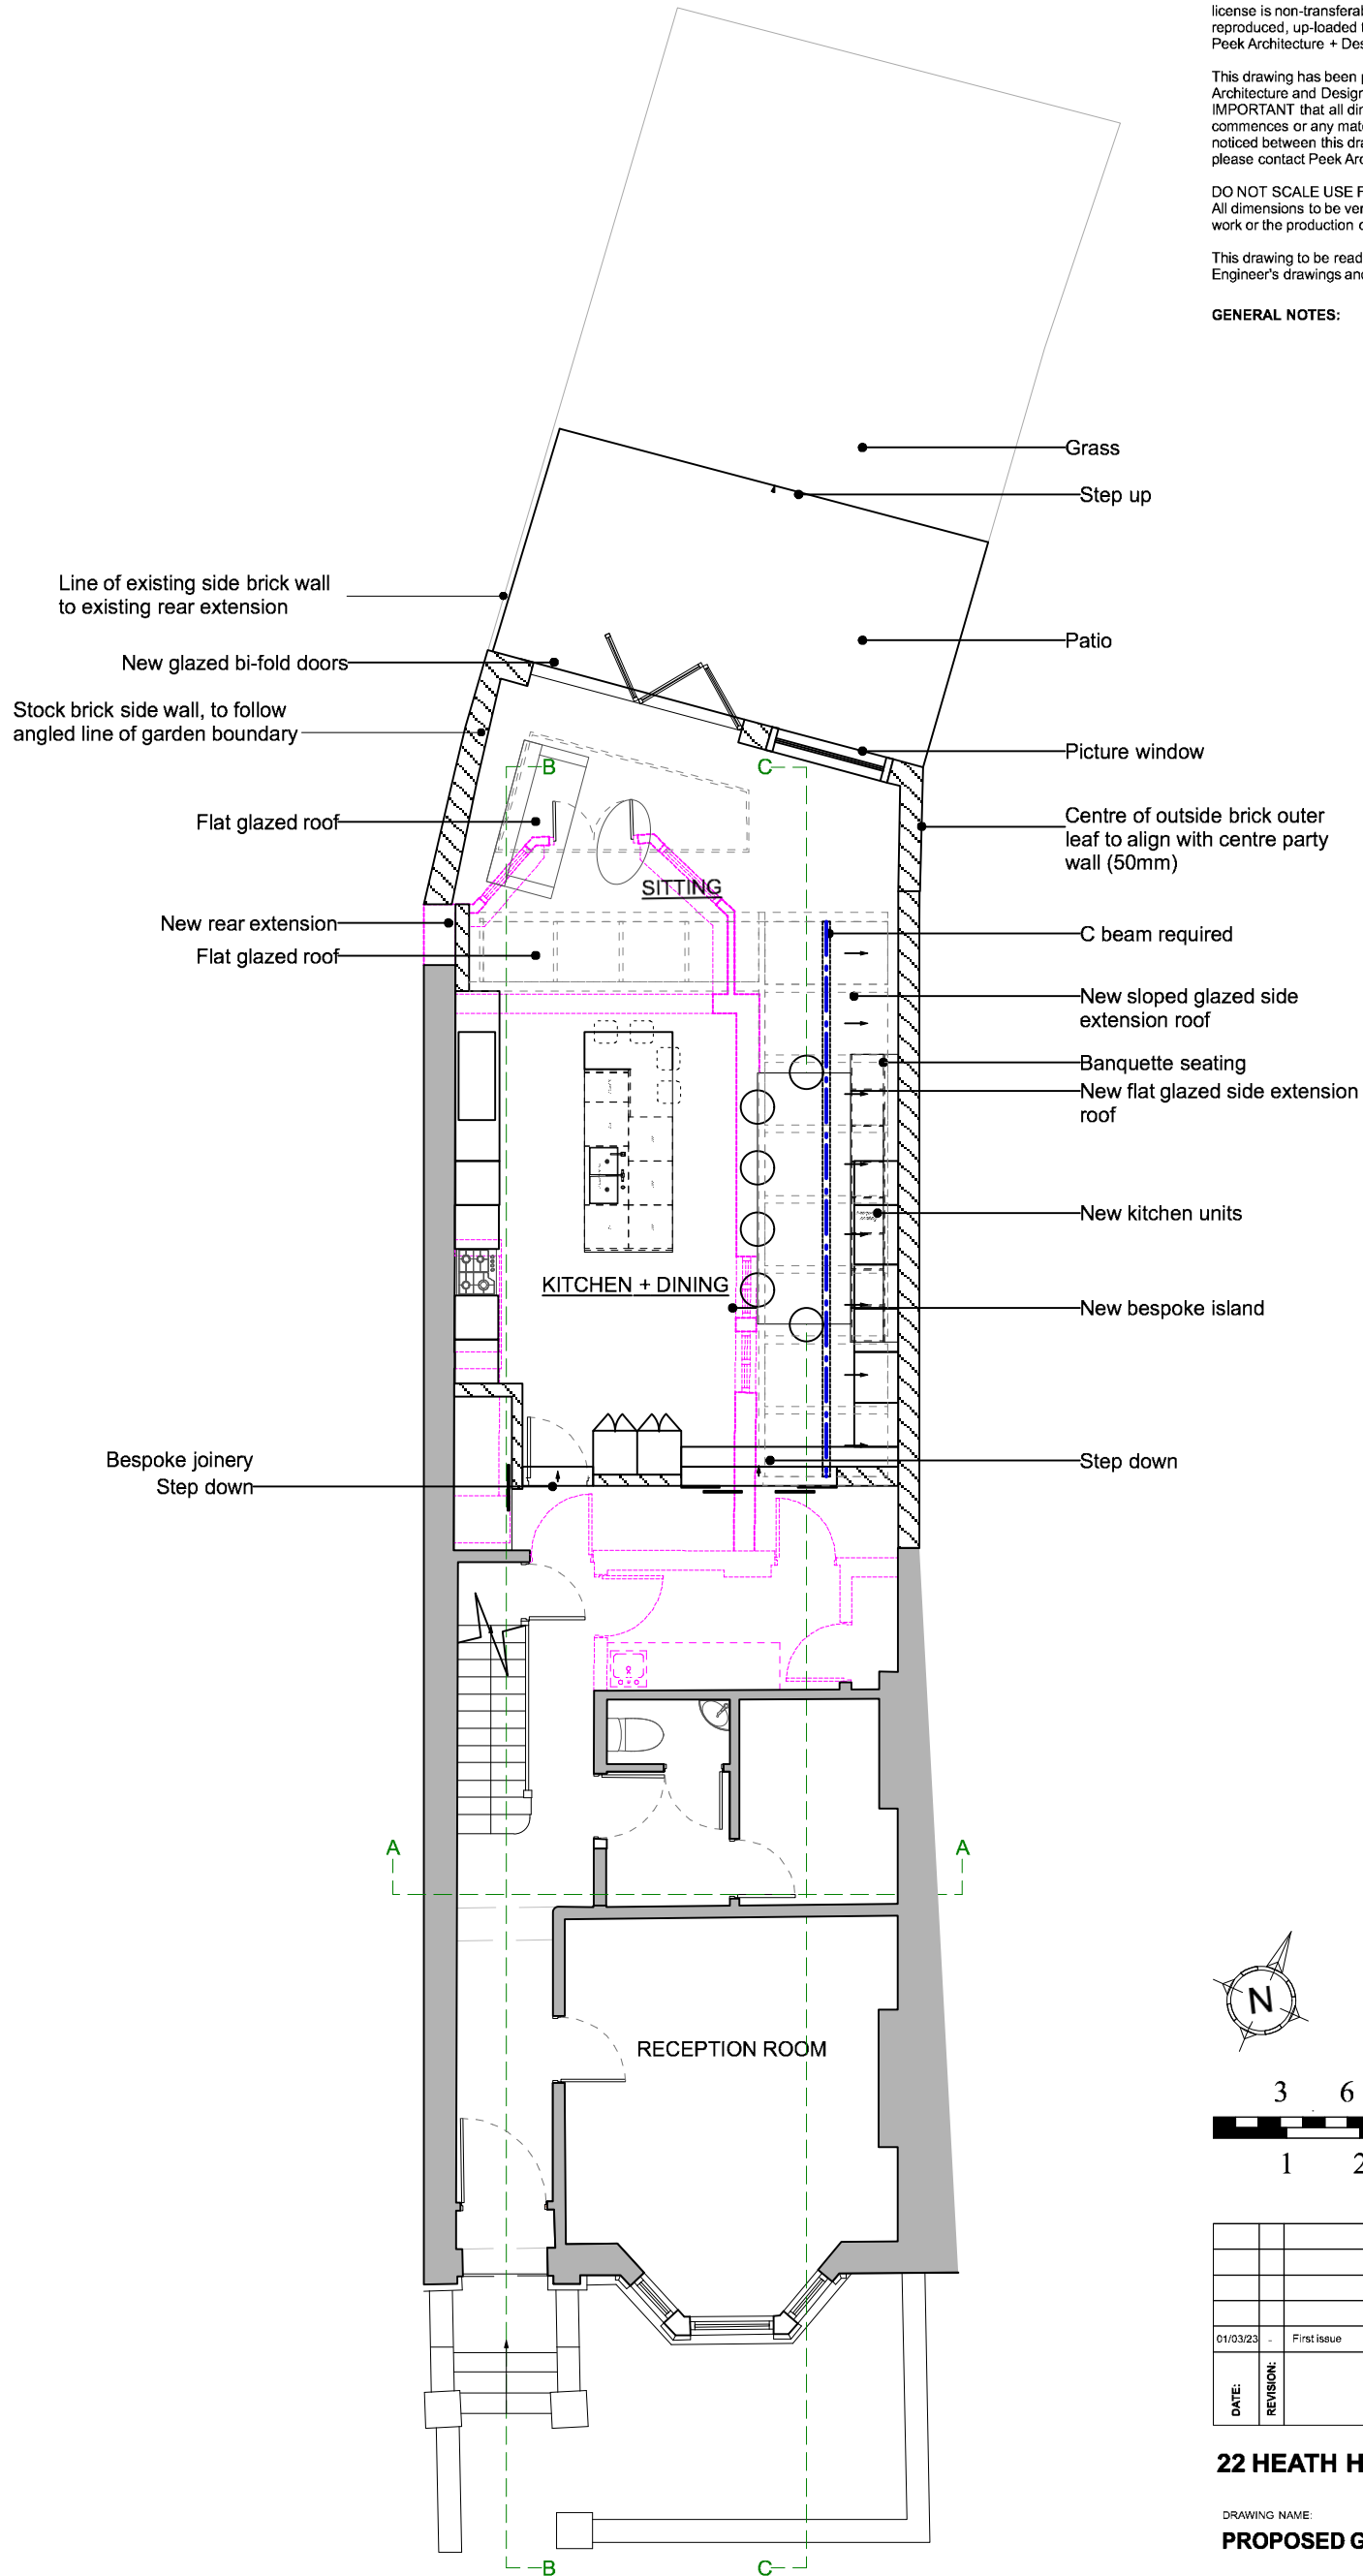 license is non-transferal
reproduced, up-loaded t
Peek Architecture + Des
This drawing has been p
Architecture and Design
IMPORTANT that all dir
commences or any mat
noticed between this dra
please contact Peek Arc
DO NOT SCALE USE F
All dimensions to be ver
work or the production o
This drawing to be read
Engineer's drawings and
GENERAL NOTES:
Grass
Step up
Line of existing side brick wall
to existing rear extension
Patio
New glazed bi-fold doors
Stock brick side wall, to follow
angled line of garden boundary
Picture window
B
C
Flat glazed roof
Centre of outside brick outer
leaf to align with centre party
wall (50mm)
SITTING
New rear extension
C beam required
Flat glazed roof
New sloped glazed side
extension roof
Banquette seating
New flat glazed side extension
roof
New kitchen units
KITCHEN + DINING
New bespoke island
Bespoke joinery
Step down
Step down
A
A
N
RECEPTION ROOM
3 6
1 2
01/03/23 - First issue
DATE:
REVISION:
22 HEATH H
DRAWING NAME:
PROPOSED G
B
C